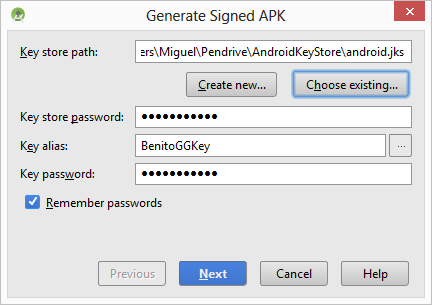 Generate Signed APK
Key store path: ers\Miguel\Pendrive\AndroidKeyStore\android.jks
Create new... Choose existing...
Key store password: •••••••••••
Key alias: BenitoGGKey ...
Key password: •••••••••••
Remember passwords
Previous Next Cancel Help